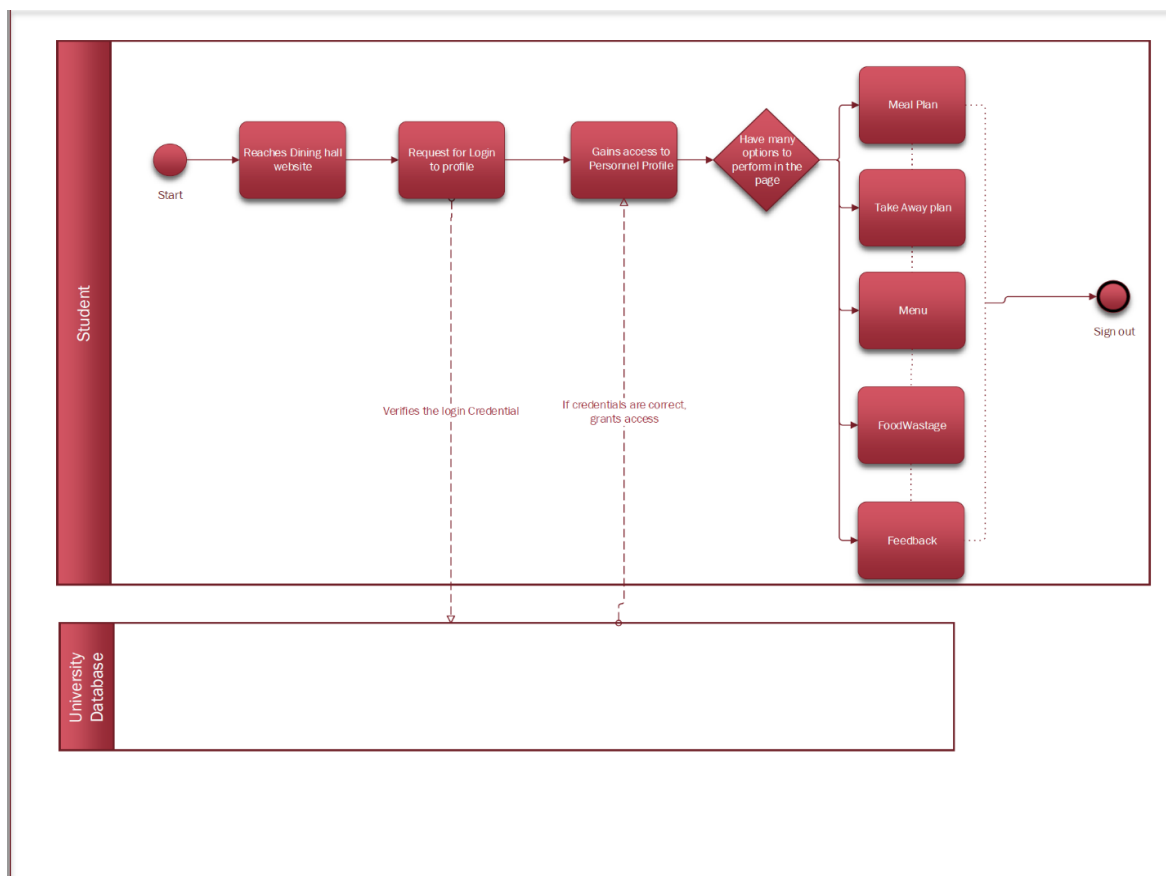 Student
Start
Reaches Dining hall
website
Request for Login
to profile
Gains access to
Personnel Profile
Have many
options to
perform in the
page
Meal Plan
Take Away plan
Menu
FoodWastage
Feedback
Sign out
Verifies the login Credential
If credentials are correct,
grants access
University
Database